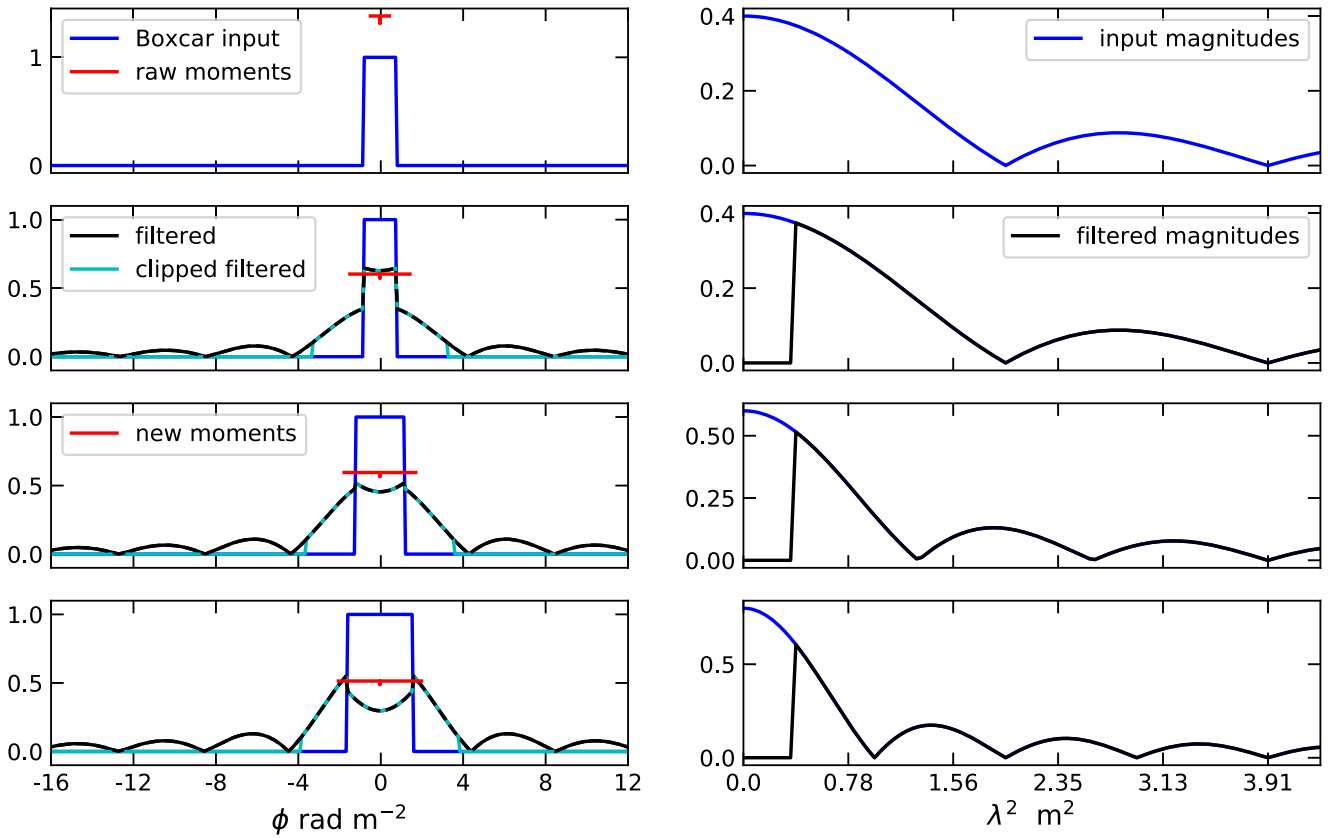 Boxcar input
raw moments
1
0
input magnitudes
0.4
0.2
0.0
filtered
clipped filtered
1.0
0.5
0.0
filtered magnitudes
0.4
0.2
0.0
new moments
1.0
0.5
0.0
0.50
0.25
0.00
1.0
0.5
0.0
-16 -12 -8 -4 0 4 8 12
ϕ rad m⁻²
0.5
0.0
0.0 0.78 1.56 2.35 3.13 3.91
λ² m²